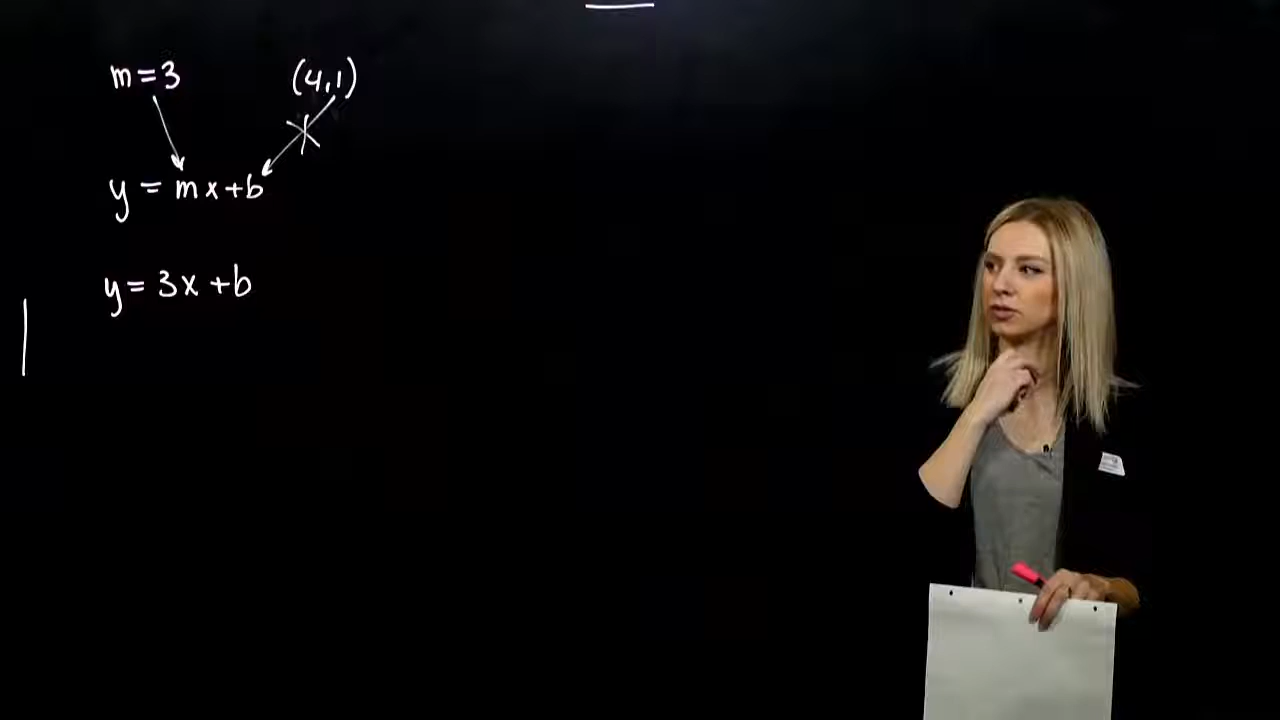 m = 3 (4,1)
y = mx+b
y = 3x +b